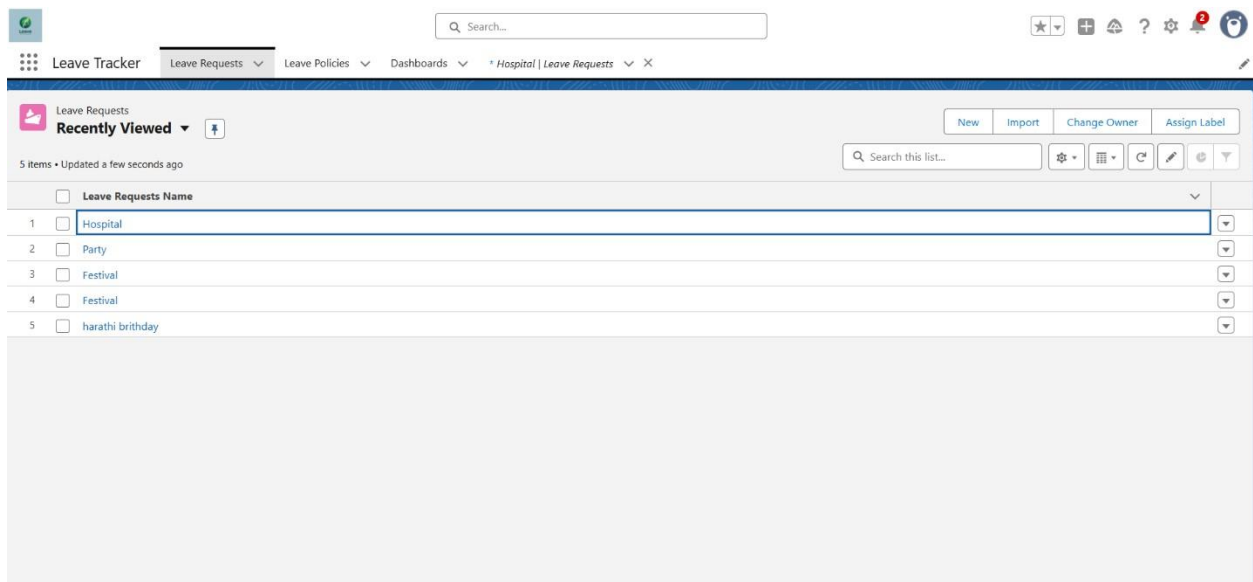 Search...
2
Leave Tracker Leave Requests Leave Policies Dashboards * Hospital | Leave Requests
Leave Requests
Recently Viewed
New Import Change Owner Assign Label
5 items • Updated a few seconds ago
Search this list...
Leave Requests Name
1 Hospital
2 Party
3 Festival
4 Festival
5 harathi brithday